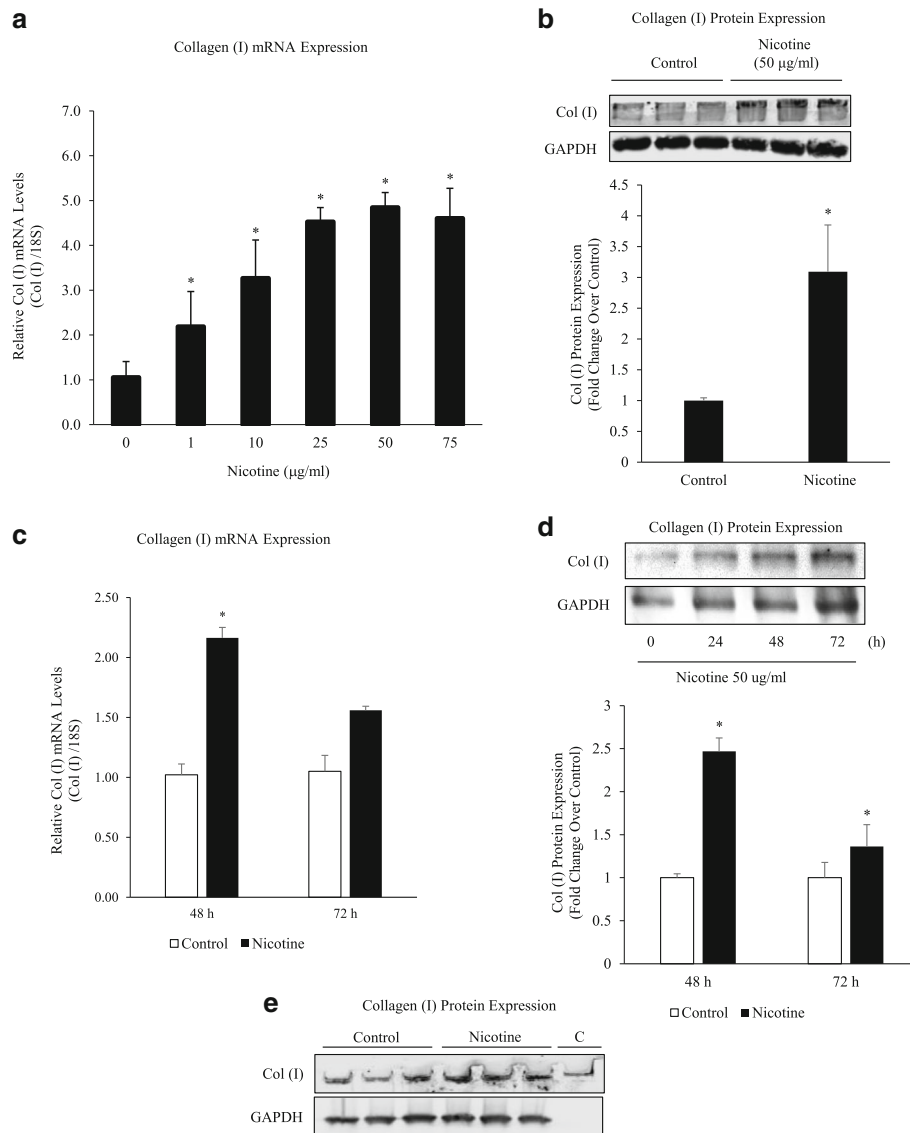 a
Collagen (I) mRNA Expression
Relative Col (I) mRNA Levels
(Col (I) /18S)
7.0
6.0
5.0
4.0
3.0
2.0
1.0
0.0
* * * * *
0 1 10 25 50 75
Nicotine (μg/ml)
b
Collagen (I) Protein Expression
Control
Nicotine
(50 μg/ml)
Col (I)
GAPDH
Col (I) Protein Expression
(Fold Change Over Control)
4.5
4
3.5
3
2.5
2
1.5
1
0.5
0
*
Control Nicotine
c
Collagen (I) mRNA Expression
Relative Col (I) mRNA Levels
(Col (I) /18S)
2.50
2.00
1.50
1.00
0.50
0.00
*
48 h 72 h
Control Nicotine
d
Collagen (I) Protein Expression
Col (I)
GAPDH
0 24 48 72 (h)
Nicotine 50 ug/ml
Col (I) Protein Expression
(Fold Change Over Control)
3
2.5
2
1.5
1
0.5
0
* *
48 h 72 h
Control Nicotine
e
Collagen (I) Protein Expression
Control Nicotine C
Col (I)
GAPDH